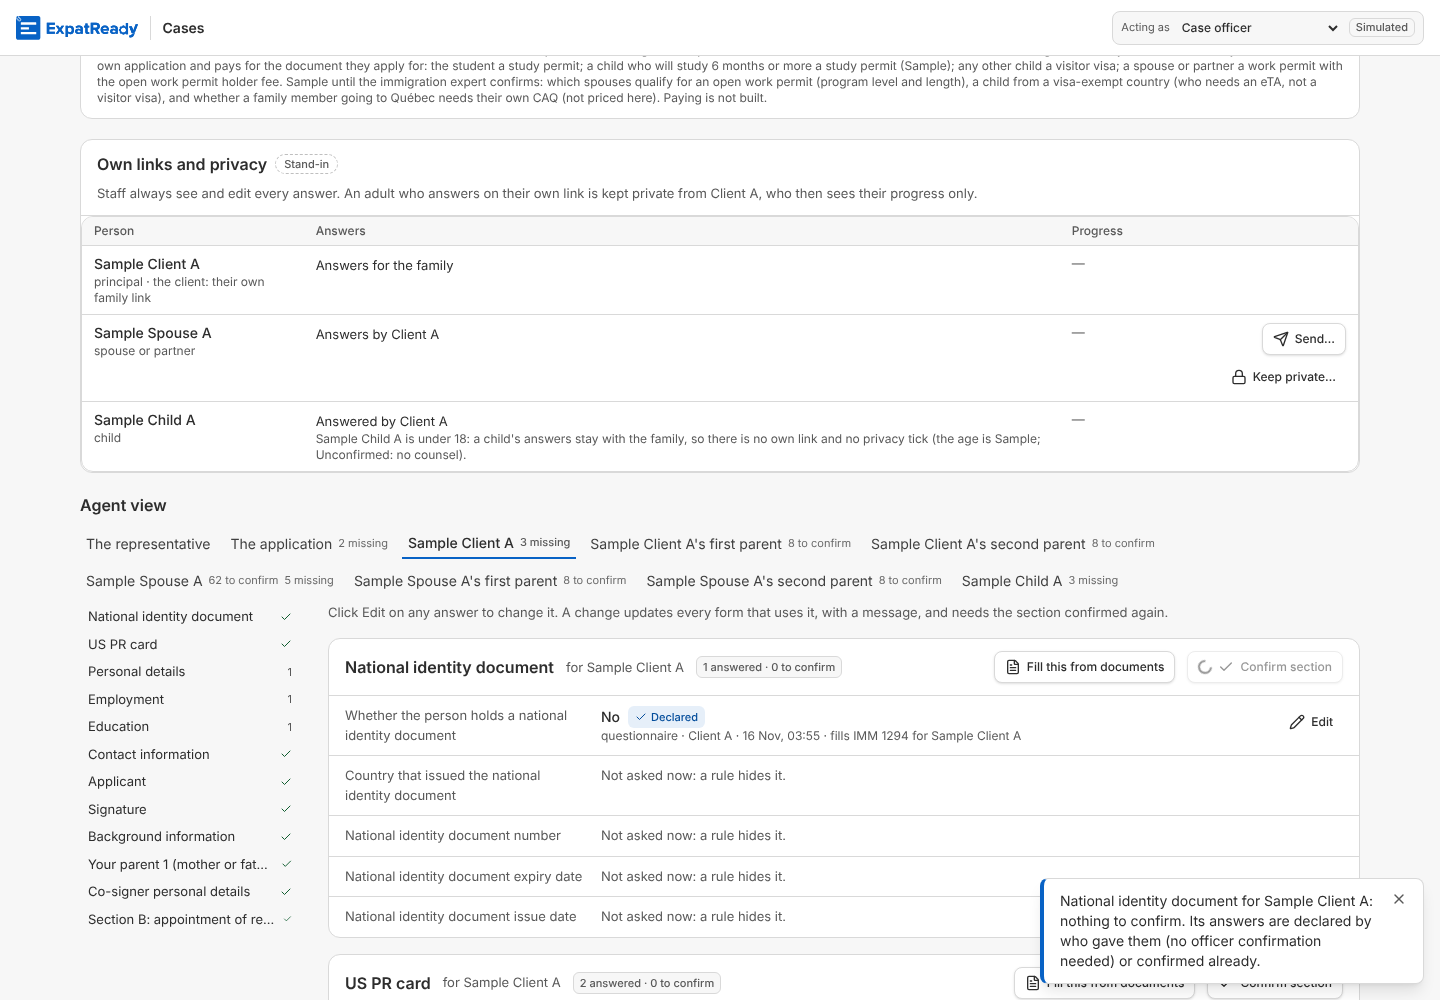 ExpatReady
Cases
Acting as Case officer Simulated
own application and pays for the document they apply for: the student a study permit; a child who will study 6 months or more a study permit (Sample); any other child a visitor visa; a spouse or partner a work permit with
the open work permit holder fee. Sample until the immigration expert confirms: which spouses qualify for an open work permit (program level and length), a child from a visa-exempt country (who needs an eTA, not a
visitor visa), and whether a family member going to Québec needs their own CAQ (not priced here). Paying is not built.
Own links and privacy Stand-in
Staff always see and edit every answer. An adult who answers on their own link is kept private from Client A, who then sees their progress only.
Person Answers Progress
Sample Client A Answers for the family —
principal · the client: their own
family link
Sample Spouse A Answers by Client A — Send...
spouse or partner
Keep private...
Sample Child A Answered by Client A —
child Sample Child A is under 18: a child's answers stay with the family, so there is no own link and no privacy tick (the age is Sample;
Unconfirmed: no counsel).
Agent view
The representative The application 2 missing Sample Client A 3 missing Sample Client A's first parent 8 to confirm Sample Client A's second parent 8 to confirm
Sample Spouse A 62 to confirm 5 missing Sample Spouse A's first parent 8 to confirm Sample Spouse A's second parent 8 to confirm Sample Child A 3 missing
National identity document
US PR card
Personal details 1
Employment 1
Education 1
Contact information
Applicant
Signature
Background information
Your parent 1 (mother or fat...
Co-signer personal details
Section B: appointment of re...
Click Edit on any answer to change it. A change updates every form that uses it, with a message, and needs the section confirmed again.
National identity document for Sample Client A 1 answered · 0 to confirm Fill this from documents Confirm section
Whether the person holds a national No Declared Edit
identity document questionnaire · Client A · 16 Nov, 03:55 · fills IMM 1294 for Sample Client A
Country that issued the national Not asked now: a rule hides it.
identity document
National identity document number Not asked now: a rule hides it.
National identity document expiry date Not asked now: a rule hides it.
National identity document issue date Not asked now: a rule hides it.
US PR card for Sample Client A 2 answered · 0 to confirm Fill this from documents Confirm section
National identity document for Sample Client A:
nothing to confirm. Its answers are declared by
who gave them (no officer confirmation
needed) or confirmed already.